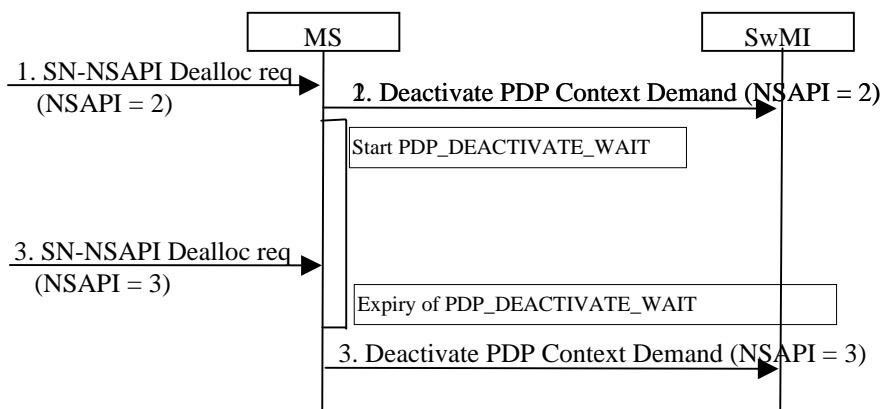 MS
SwMI
1. SN-NSAPI Dealloc req
(NSAPI = 2)
2. Deactivate PDP Context Demand (NSAPI = 2)
Start PDP_DEACTIVATE_WAIT
3. SN-NSAPI Dealloc req
(NSAPI = 3)
Expiry of PDP_DEACTIVATE_WAIT
3. Deactivate PDP Context Demand (NSAPI = 3)